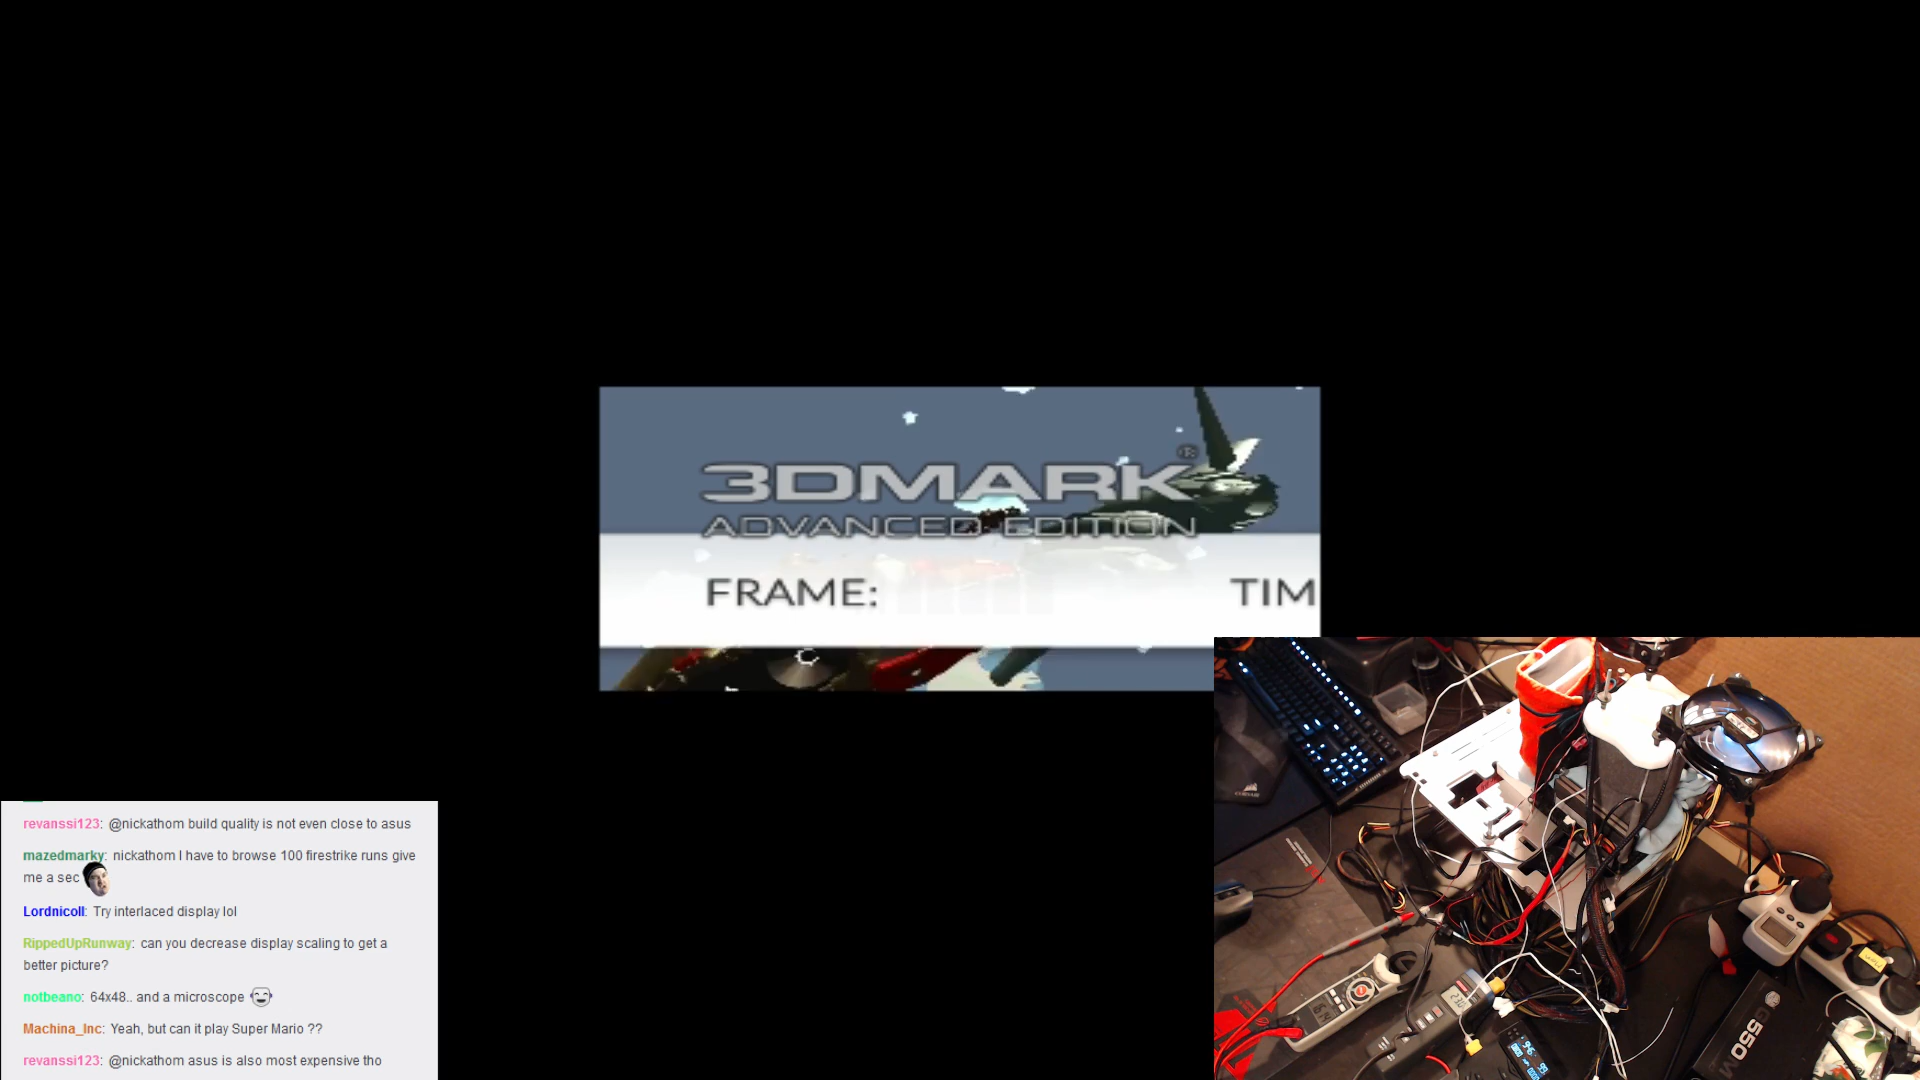 3DMARK®
ADVANCED EDITION
FRAME:
TIM
revanssi123: @nickathom build quality is not even close to asus
mazedmarky: nickathom I have to browse 100 firestrike runs give
me a sec
Lordnicoll: Try interlaced display lol
RippedUpRunway: can you decrease display scaling to get a
better picture?
notbeano: 64x48.. and a microscope
Machina_Inc: Yeah, but can it play Super Mario ??
revanssi123: @nickathom asus is also most expensive tho
CORSAIR
G550M